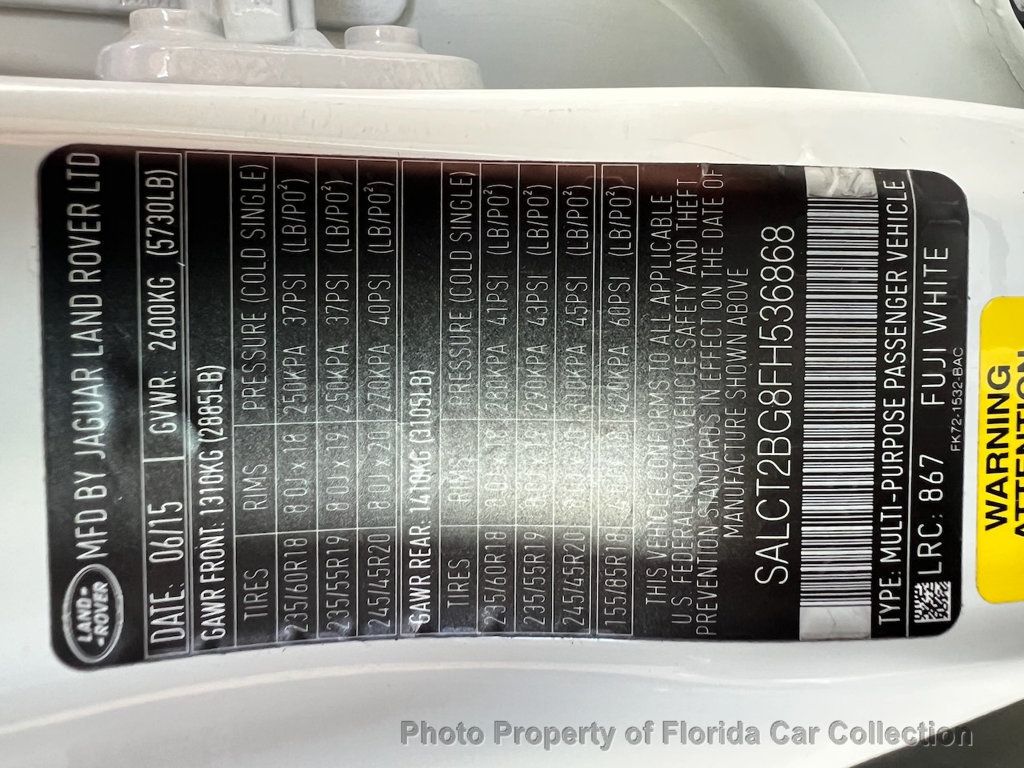 LAND ROVER
MFD BY JAGUAR LAND ROVER LTD
DATE: 06/15 GVWR: 2600KG (5730LB)
GAWR FRONT: 1310KG (2885LB)
TIRES RIMS PRESSURE (COLD SINGLE)
235/60R18 8.0J x 18 250KPA 37PSI (LB/PO²)
235/55R19 8.0J x 19 250KPA 37PSI (LB/PO²)
245/45R20 8.0J x 20 270KPA 40PSI (LB/PO²)
GAWR REAR: 1410KG (3105LB)
TIRES RIMS PRESSURE (COLD SINGLE)
235/60R18 280KPA 41PSI (LB/PO²)
235/55R19 290KPA 43PSI (LB/PO²)
245/45R20 45PSI (LB/PO²)
155/85R18 420KPA 60PSI (LB/PO²)
THIS VEHICLE CONFORMS TO ALL APPLICABLE
U.S. FEDERAL MOTOR VEHICLE SAFETY AND THEFT
PREVENTION STANDARDS IN EFFECT ON THE DATE OF
MANUFACTURE SHOWN ABOVE
SALCT2BG8FH536868
TYPE: MULTI-PURPOSE PASSENGER VEHICLE
LRC: 867 FUJI WHITE
FK72-1532-BAC
WARNING
ATTENTION
Photo Property of Florida Car Collection